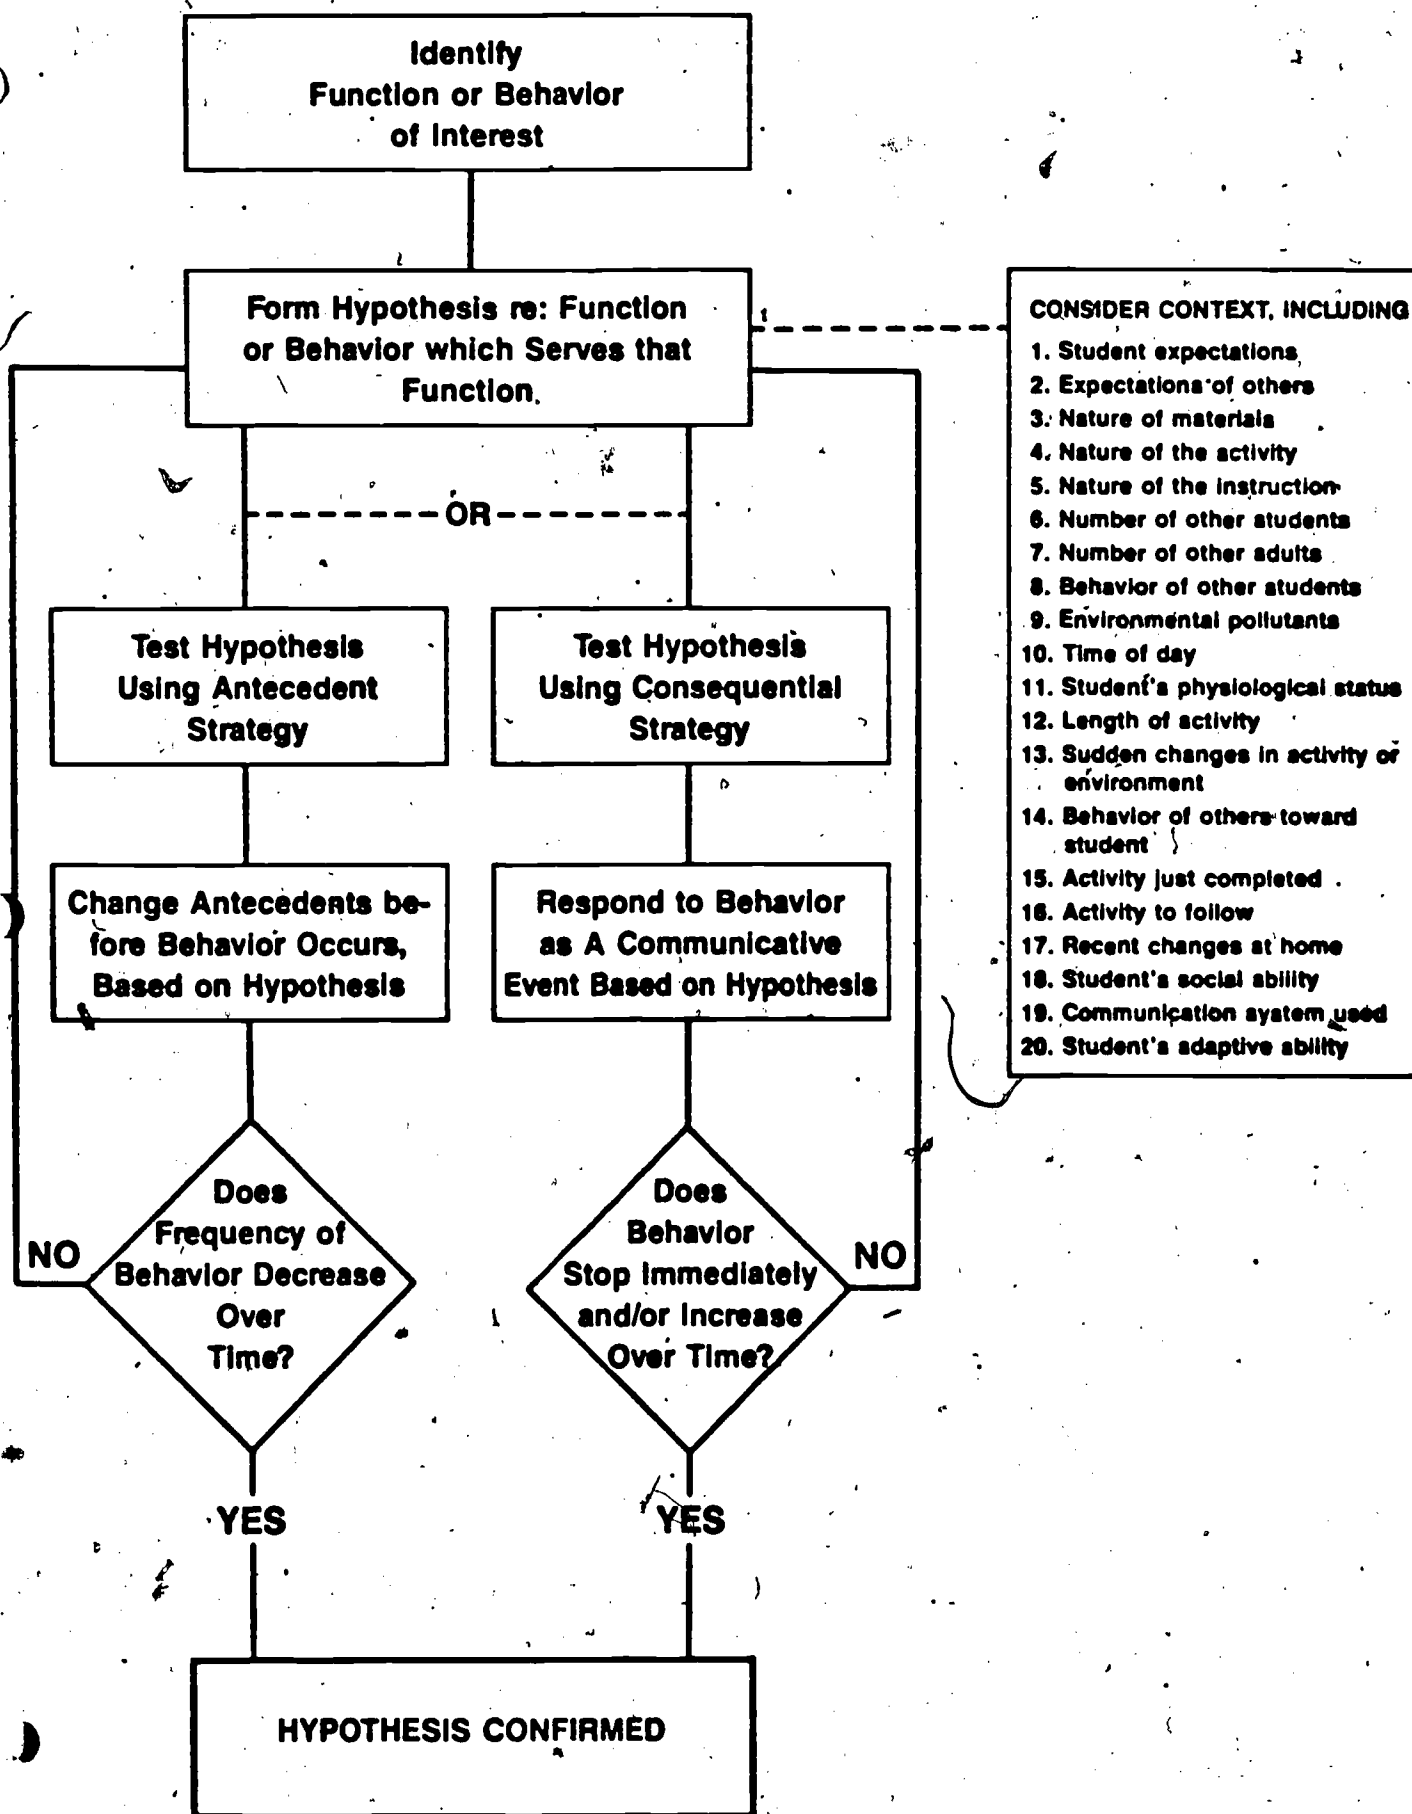 Identify
Function or Behavior
of Interest
Form Hypothesis re: Function
or Behavior which Serves that
Function.
CONSIDER CONTEXT, INCLUDING
1. Student expectations
2. Expectations of others
3. Nature of materials
4. Nature of the activity
5. Nature of the instruction
6. Number of other students
7. Number of other adults
8. Behavior of other students
9. Environmental pollutants
10. Time of day
11. Student's physiological status
12. Length of activity
13. Sudden changes in activity or
environment
14. Behavior of others toward
student
15. Activity just completed
16. Activity to follow
17. Recent changes at home
18. Student's social ability
19. Communication system used
20. Student's adaptive ability
OR
Test Hypothesis
Using Antecedent
Strategy
Test Hypothesis
Using Consequential
Strategy
Change Antecedents be-
fore Behavior Occurs,
Based on Hypothesis
Respond to Behavior
as A Communicative
Event Based on Hypothesis
Does
Frequency of
Behavior Decrease
Over
Time?
NO
Does
Behavior
Stop Immediately
and/or Increase
Over Time?
NO
YES
YES
HYPOTHESIS CONFIRMED